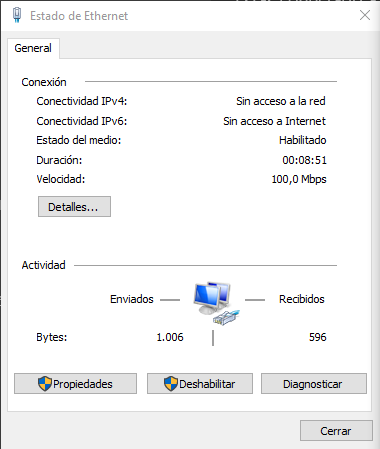 Estado de Ethernet
General
Conexión
Conectividad IPv4: Sin acceso a la red
Conectividad IPv6: Sin acceso a Internet
Estado del medio: Habilitado
Duración: 00:08:51
Velocidad: 100,0 Mbps
Detalles...
Actividad
Enviados Recibidos
Bytes: 1.006 596
Propiedades Deshabilitar Diagnosticar
Cerrar